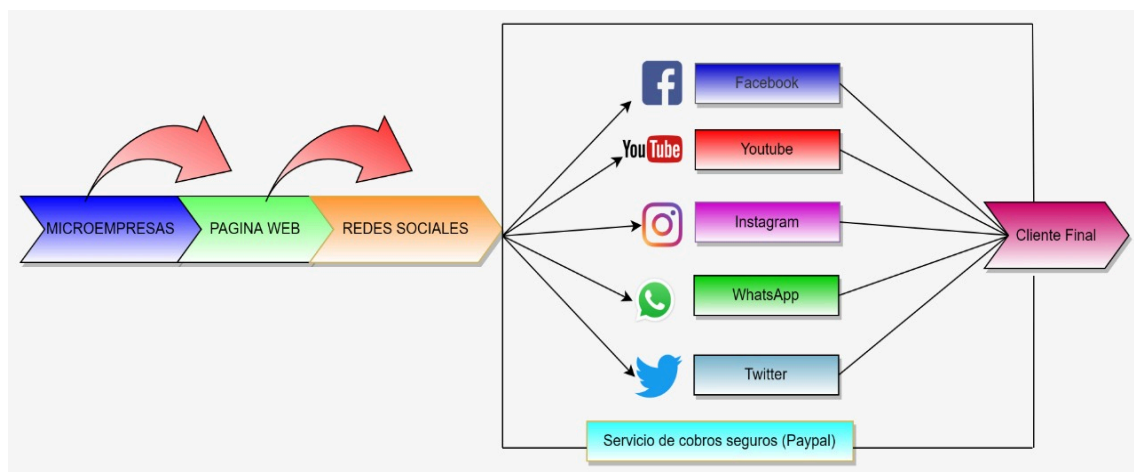 MICROEMPRESAS
PAGINA WEB
REDES SOCIALES
Facebook
YouTube
Youtube
Instagram
WhatsApp
Twitter
Servicio de cobros seguros (Paypal)
Cliente Final